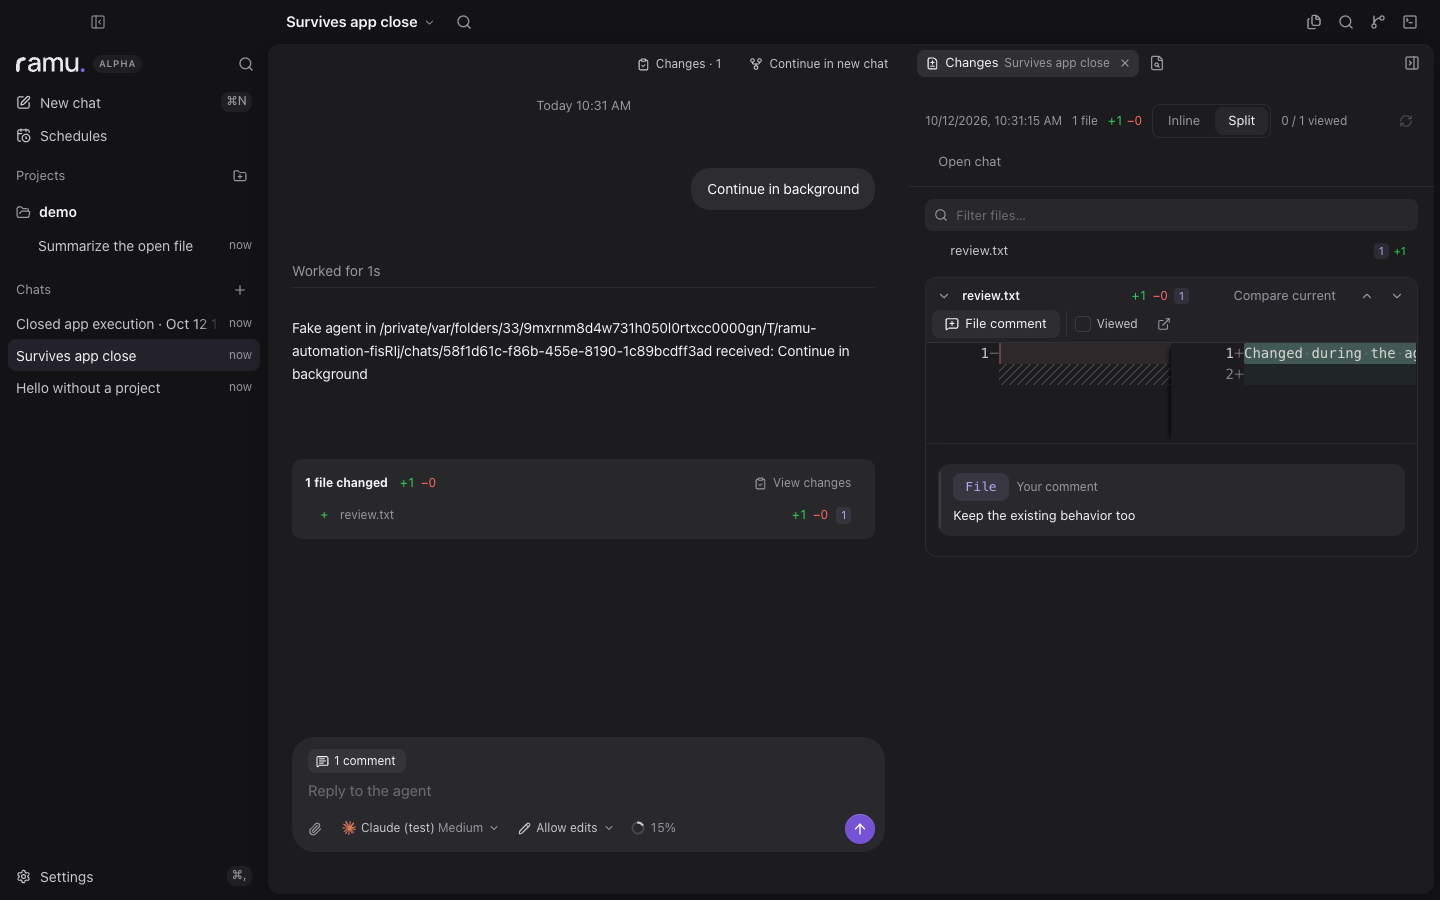 Survives app close
ramu. ALPHA
New chat ⌘N
Schedules
Projects
demo
Summarize the open file now
Chats
Closed app execution · Oct 12 now
Survives app close now
Hello without a project now
Settings ⌘,
Changes · 1 Continue in new chat
Today 10:31 AM
Continue in background
Worked for 1s
Fake agent in /private/var/folders/33/9mxrnm8d4w731h050l0rtxcc0000gn/T/ramu-
automation-fisRlj/chats/58f1d61c-f86b-455e-8190-1c89bcdff3ad received: Continue in
background
1 file changed +1 −0 View changes
+ review.txt +1 −0 1
1 comment
Reply to the agent
Claude (test) Medium Allow edits 15%
Changes Survives app close
10/12/2026, 10:31:15 AM 1 file +1 −0 Inline Split 0 / 1 viewed
Open chat
Filter files...
review.txt 1 +1
review.txt +1 −0 1 Compare current
File comment Viewed
1− 1+Changed during the
2+
File Your comment
Keep the existing behavior too